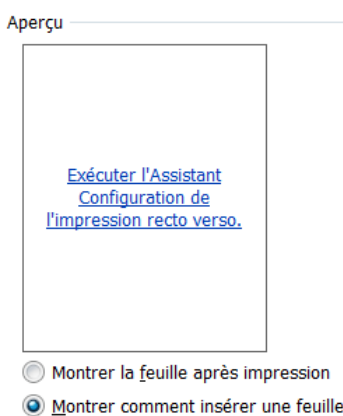 Aperçu
Exécuter l'Assistant
Configuration de
l'impression recto verso.
Montrer la feuille après impression
Montrer comment insérer une feuille